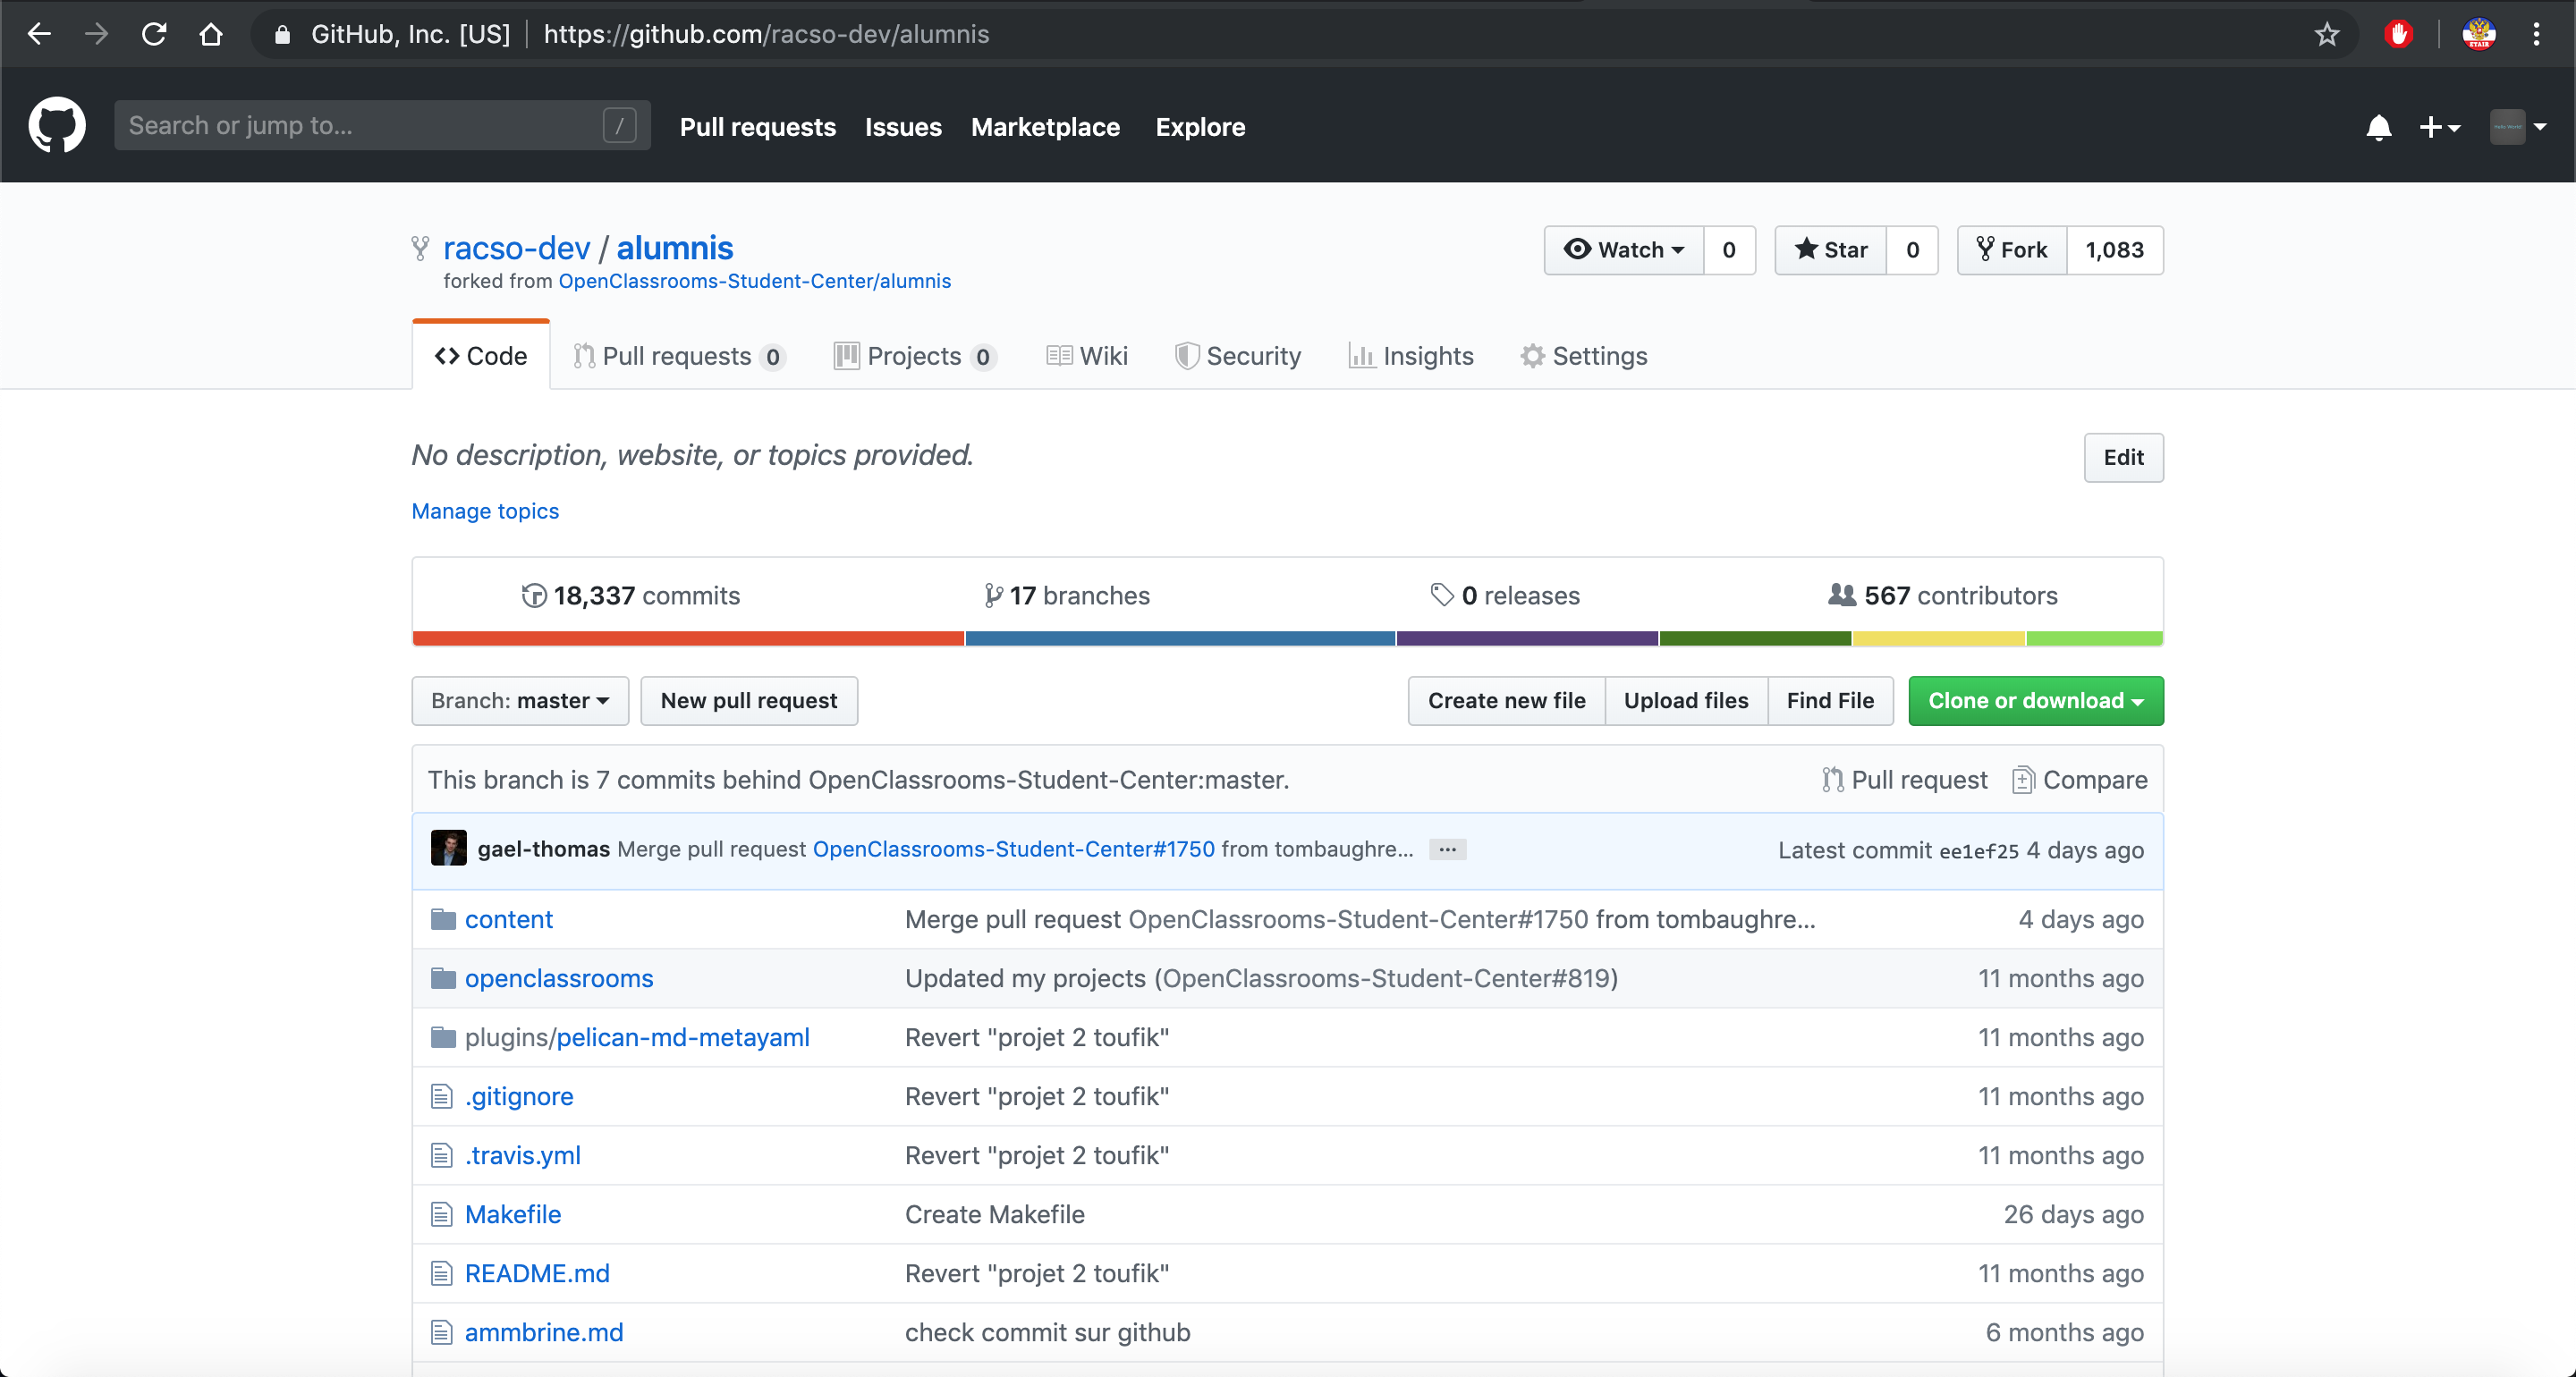 GitHub, Inc. [US] https://github.com/racso-dev/alumnis
Search or jump to... / Pull requests Issues Marketplace Explore
racso-dev / alumnis Watch 0 Star 0 Fork 1,083
forked from OpenClassrooms-Student-Center/alumnis
Code Pull requests 0 Projects 0 Wiki Security Insights Settings
No description, website, or topics provided. Edit
Manage topics
18,337 commits 17 branches 0 releases 567 contributors
Branch: master New pull request Create new file Upload files Find File Clone or download
This branch is 7 commits behind OpenClassrooms-Student-Center:master. Pull request Compare
gael-thomas Merge pull request OpenClassrooms-Student-Center#1750 from tombaughre... ... Latest commit ee1ef25 4 days ago
content Merge pull request OpenClassrooms-Student-Center#1750 from tombaughre... 4 days ago
openclassrooms Updated my projects (OpenClassrooms-Student-Center#819) 11 months ago
plugins/pelican-md-metayaml Revert "projet 2 toufik" 11 months ago
.gitignore Revert "projet 2 toufik" 11 months ago
.travis.yml Revert "projet 2 toufik" 11 months ago
Makefile Create Makefile 26 days ago
README.md Revert "projet 2 toufik" 11 months ago
ammbrine.md check commit sur github 6 months ago